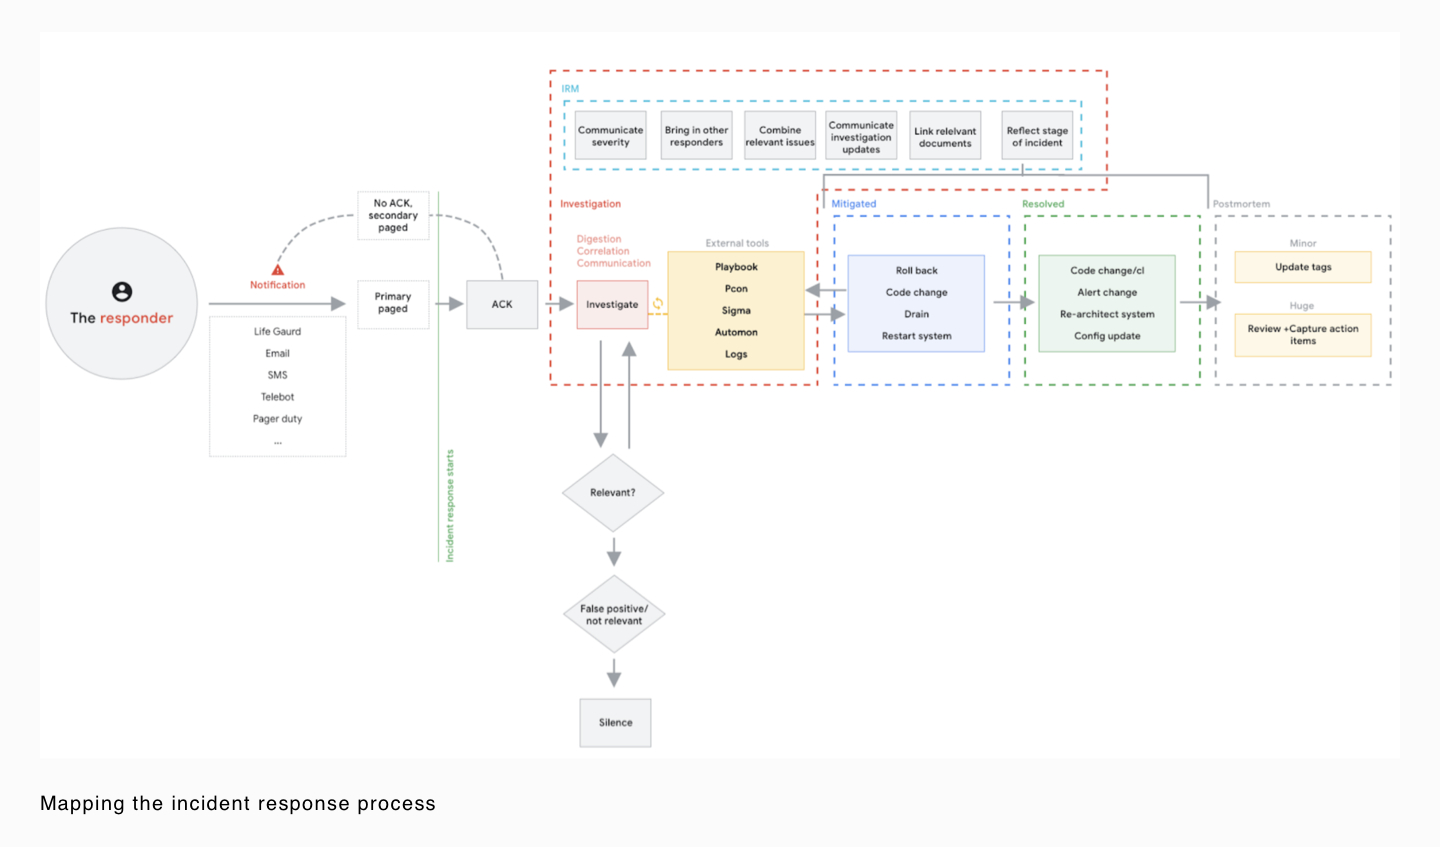 IRM
Communicate
severity
Bring in other
responders
Combine
relevant issues
Communicate
investigation
updates
Link relelvant
documents
Reflect stage
of incident
The responder
Notification
Life Gaurd
Email
SMS
Telebot
Pager duty
...
No ACK,
secondary
paged
Primary
paged
Incident response starts
ACK
Investigation
Digestion
Correlation
Communication
Investigate
External tools
Playbook
Pcon
Sigma
Automon
Logs
Mitigated
Roll back
Code change
Drain
Restart system
Resolved
Code change/cl
Alert change
Re-architect system
Config update
Postmortem
Minor
Update tags
Huge
Review +Capture action
items
Relevant?
False positive/
not relevant
Silence
Mapping the incident response process